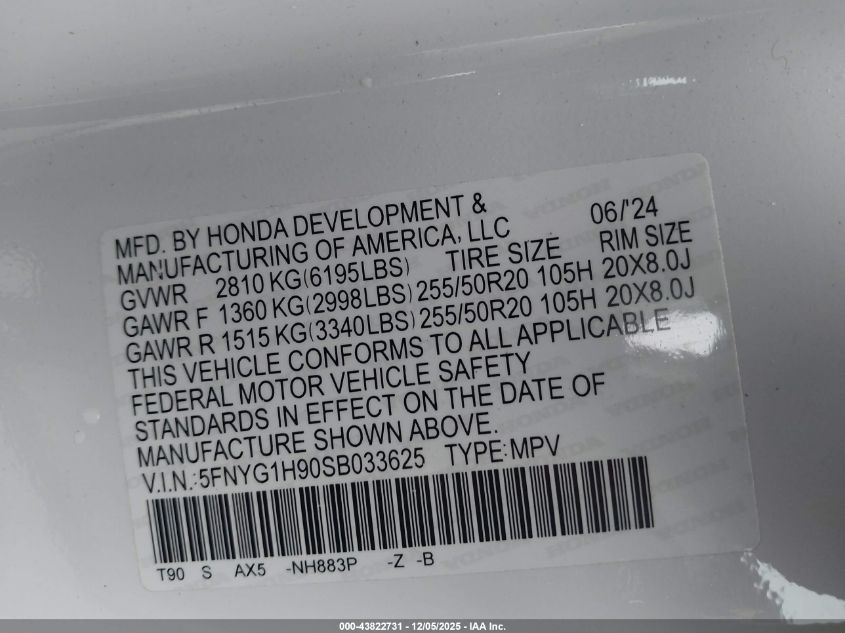 MFD. BY HONDA DEVELOPMENT &
MANUFACTURING OF AMERICA, LLC 06/'24
GVWR 2810 KG(6195LBS) TIRE SIZE RIM SIZE
GAWR F 1360 KG(2998LBS) 255/50R20 105H 20X8.0J
GAWR R 1515 KG(3340LBS) 255/50R20 105H 20X8.0J
THIS VEHICLE CONFORMS TO ALL APPLICABLE
FEDERAL MOTOR VEHICLE SAFETY
STANDARDS IN EFFECT ON THE DATE OF
MANUFACTURE SHOWN ABOVE.
V.I.N.:5FNYG1H90SB033625 TYPE:MPV
T90 S AX5 -NH883P -Z -B
000-43822731 - 12/05/2025 - IAA Inc.